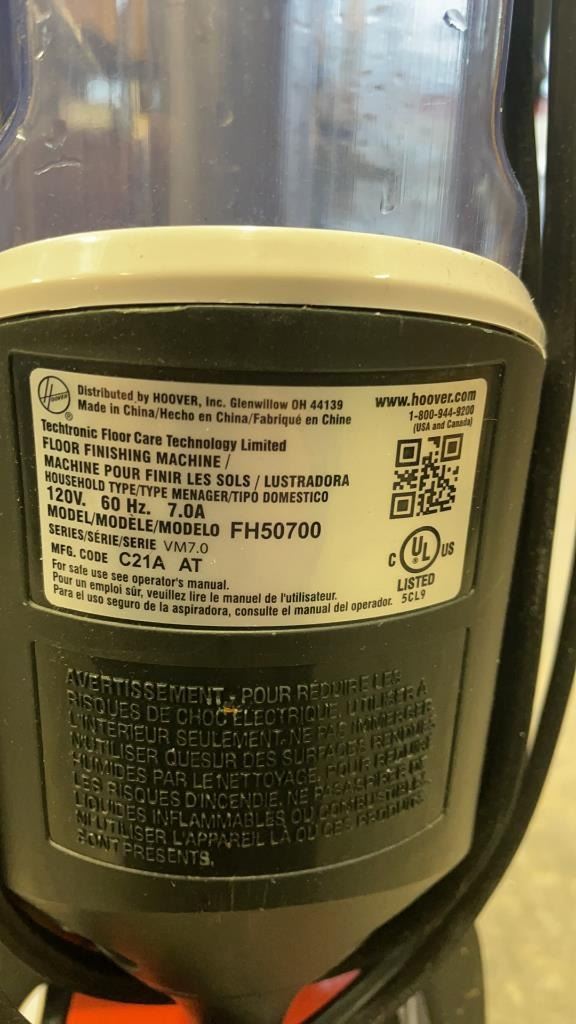 HOOVER
®
Distributed by HOOVER, Inc. Glenwillow OH 44139
Made in China/Hecho en China/Fabriqué en Chine
www.hoover.com
1-800-944-9200
(USA and Canada)
Techtronic Floor Care Technology Limited
FLOOR FINISHING MACHINE /
MACHINE POUR FINIR LES SOLS / LUSTRADORA
HOUSEHOLD TYPE/TYPE MENAGER/TIPO DOMESTICO
120V. 60 Hz. 7.0A
MODEL/MODÈLE/MODELO FH50700
SERIES/SÉRIE/SERIE VM7.0
MFG. CODE C21A AT
For safe use see operator's manual.
Pour un emploi sûr, veuillez lire le manuel de l'utilisateur.
Para el uso seguro de la aspiradora, consulte el manual del operador.
C UL US
LISTED
5CL9
AVERTISSEMENT - POUR RÉDUIRE LES
RISQUES DE CHOC ÉLECTRIQUE, UTILISER À
L'INTÉRIEUR SEULEMENT. NE PAS IMMERGER.
N'UTILISER QUE SUR DES SURFACES RENDUES
HUMIDES PAR LE NETTOYAGE. POUR RÉDUIRE
LES RISQUES D'INCENDIE, NE PAS ASPIRER DE
LIQUIDES INFLAMMABLES OU COMBUSTIBLES.
N'UTILISER L'APPAREIL LÀ OÙ CES PRODUITS
SONT PRÉSENTS.